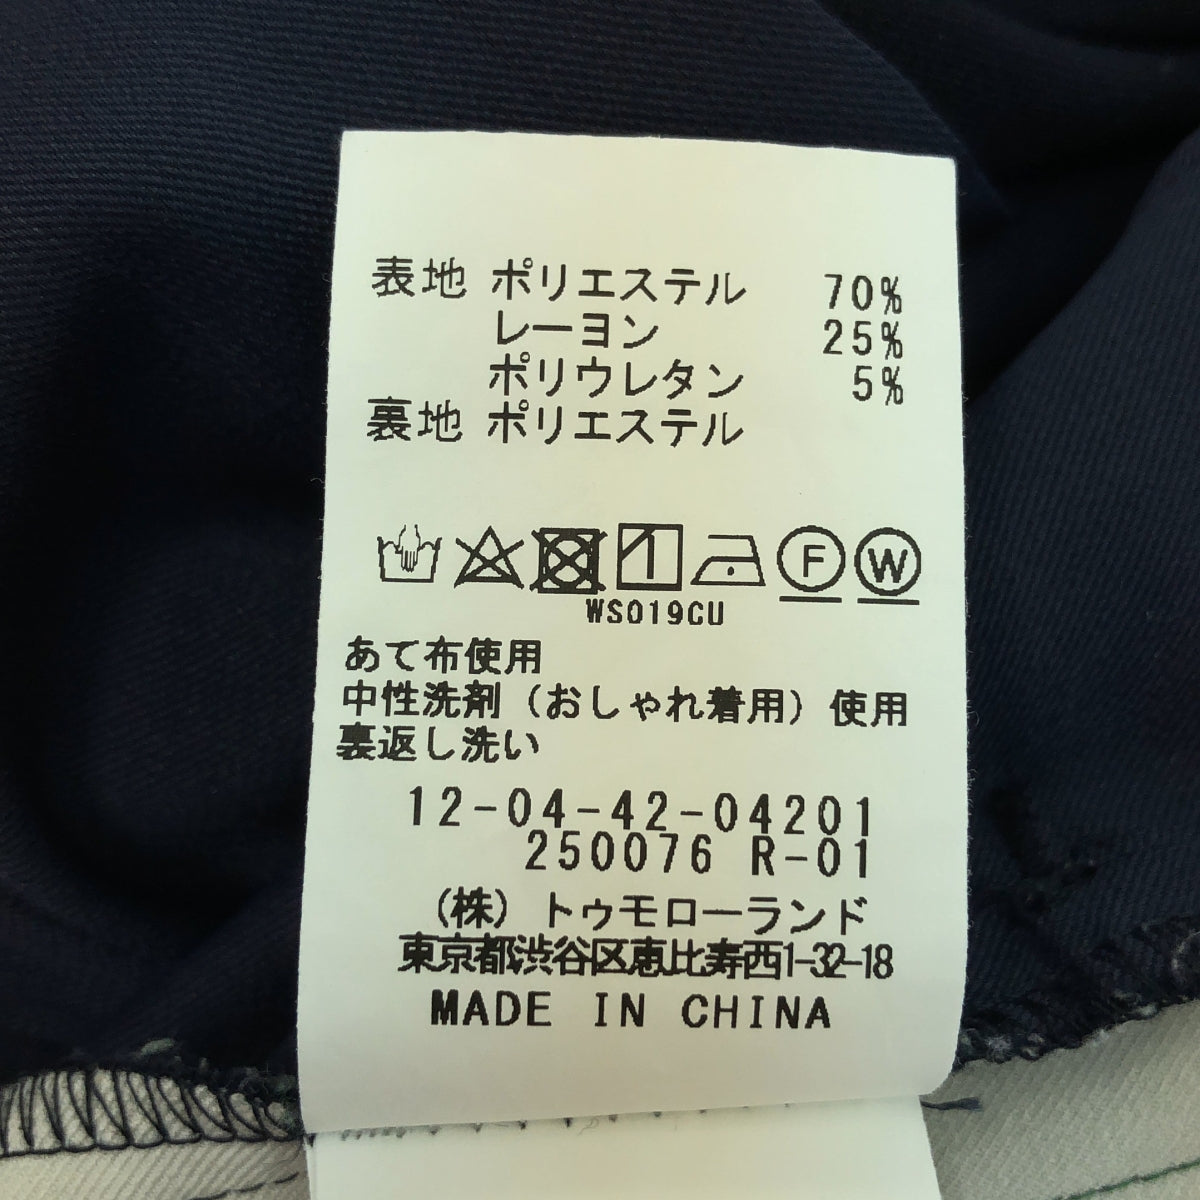 表地 ポリエステル 70%
レーヨン 25%
ポリウレタン 5%
裏地 ポリエステル
F W
WS019CU
あて布使用
中性洗剤（おしゃれ着用）使用
裏返し洗い
12-04-42-04201
250076 R-01
（株）トゥモローランド
東京都渋谷区恵比寿西1-32-18
MADE IN CHINA